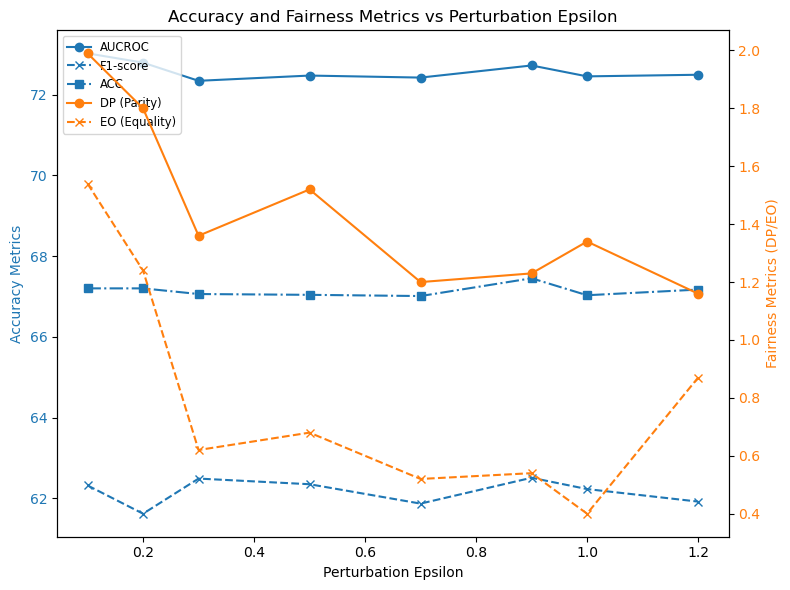 Accuracy and Fairness Metrics vs Perturbation Epsilon
AUCROC
F1-score
ACC
DP (Parity)
EO (Equality)
Accuracy Metrics
72
70
68
66
64
62
Fairness Metrics (DP/EO)
2.0
1.8
1.6
1.4
1.2
1.0
0.8
0.6
0.4
0.2
0.4
0.6
0.8
1.0
1.2
Perturbation Epsilon